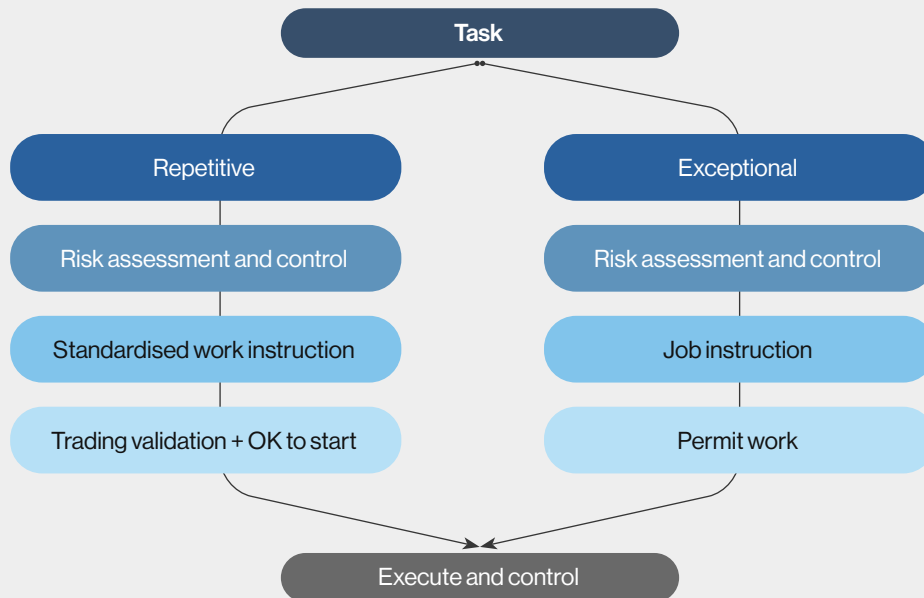 Task
Repetitive
Exceptional
Risk assessment and control
Risk assessment and control
Standardised work instruction
Job instruction
Trading validation + OK to start
Permit work
Execute and control